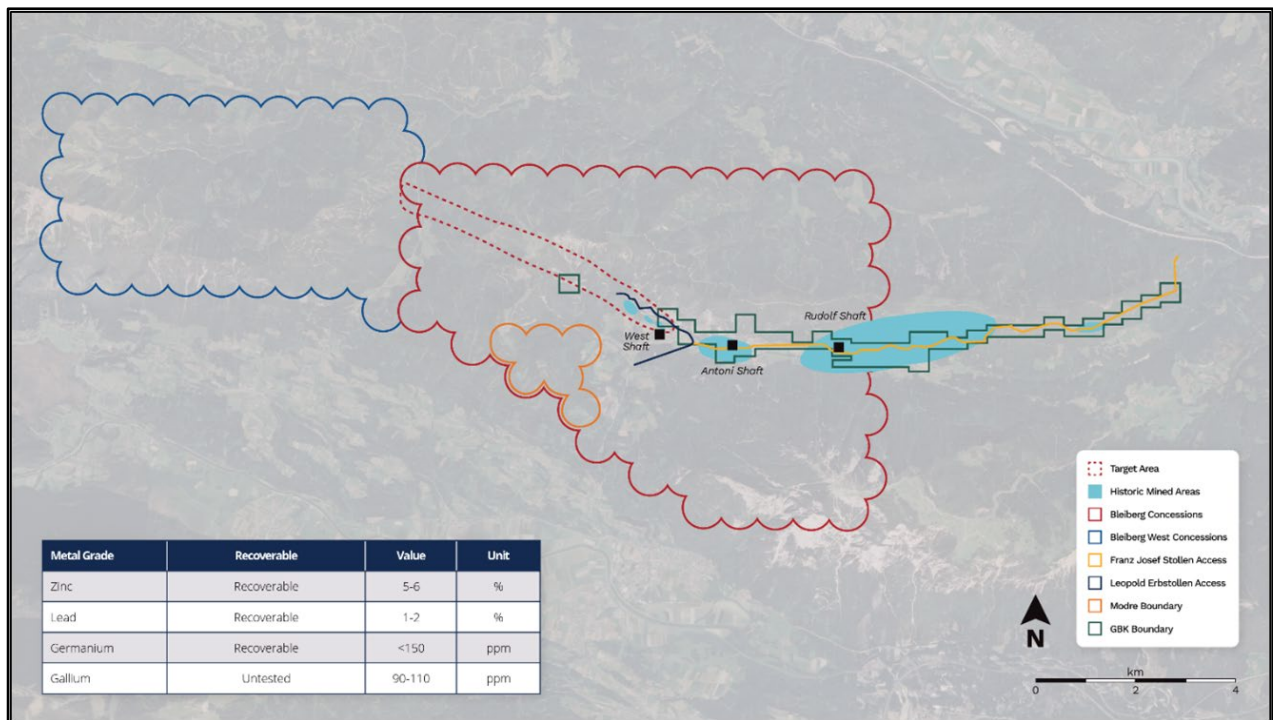 Rudolf Shaft
West
Shaft
Antoni Shaft
Target Area
Historic Mined Areas
Bleiberg Concessions
Bleiberg West Concessions
Franz Josef Stollen Access
Leopold Erbstollen Access
Modre Boundary
GBK Boundary
Metal Grade Recoverable Value Unit
Zinc Recoverable 5-6 %
Lead Recoverable 1-2 %
Germanium Recoverable <150 ppm
Gallium Untested 90-110 ppm
N
km
0 2 4